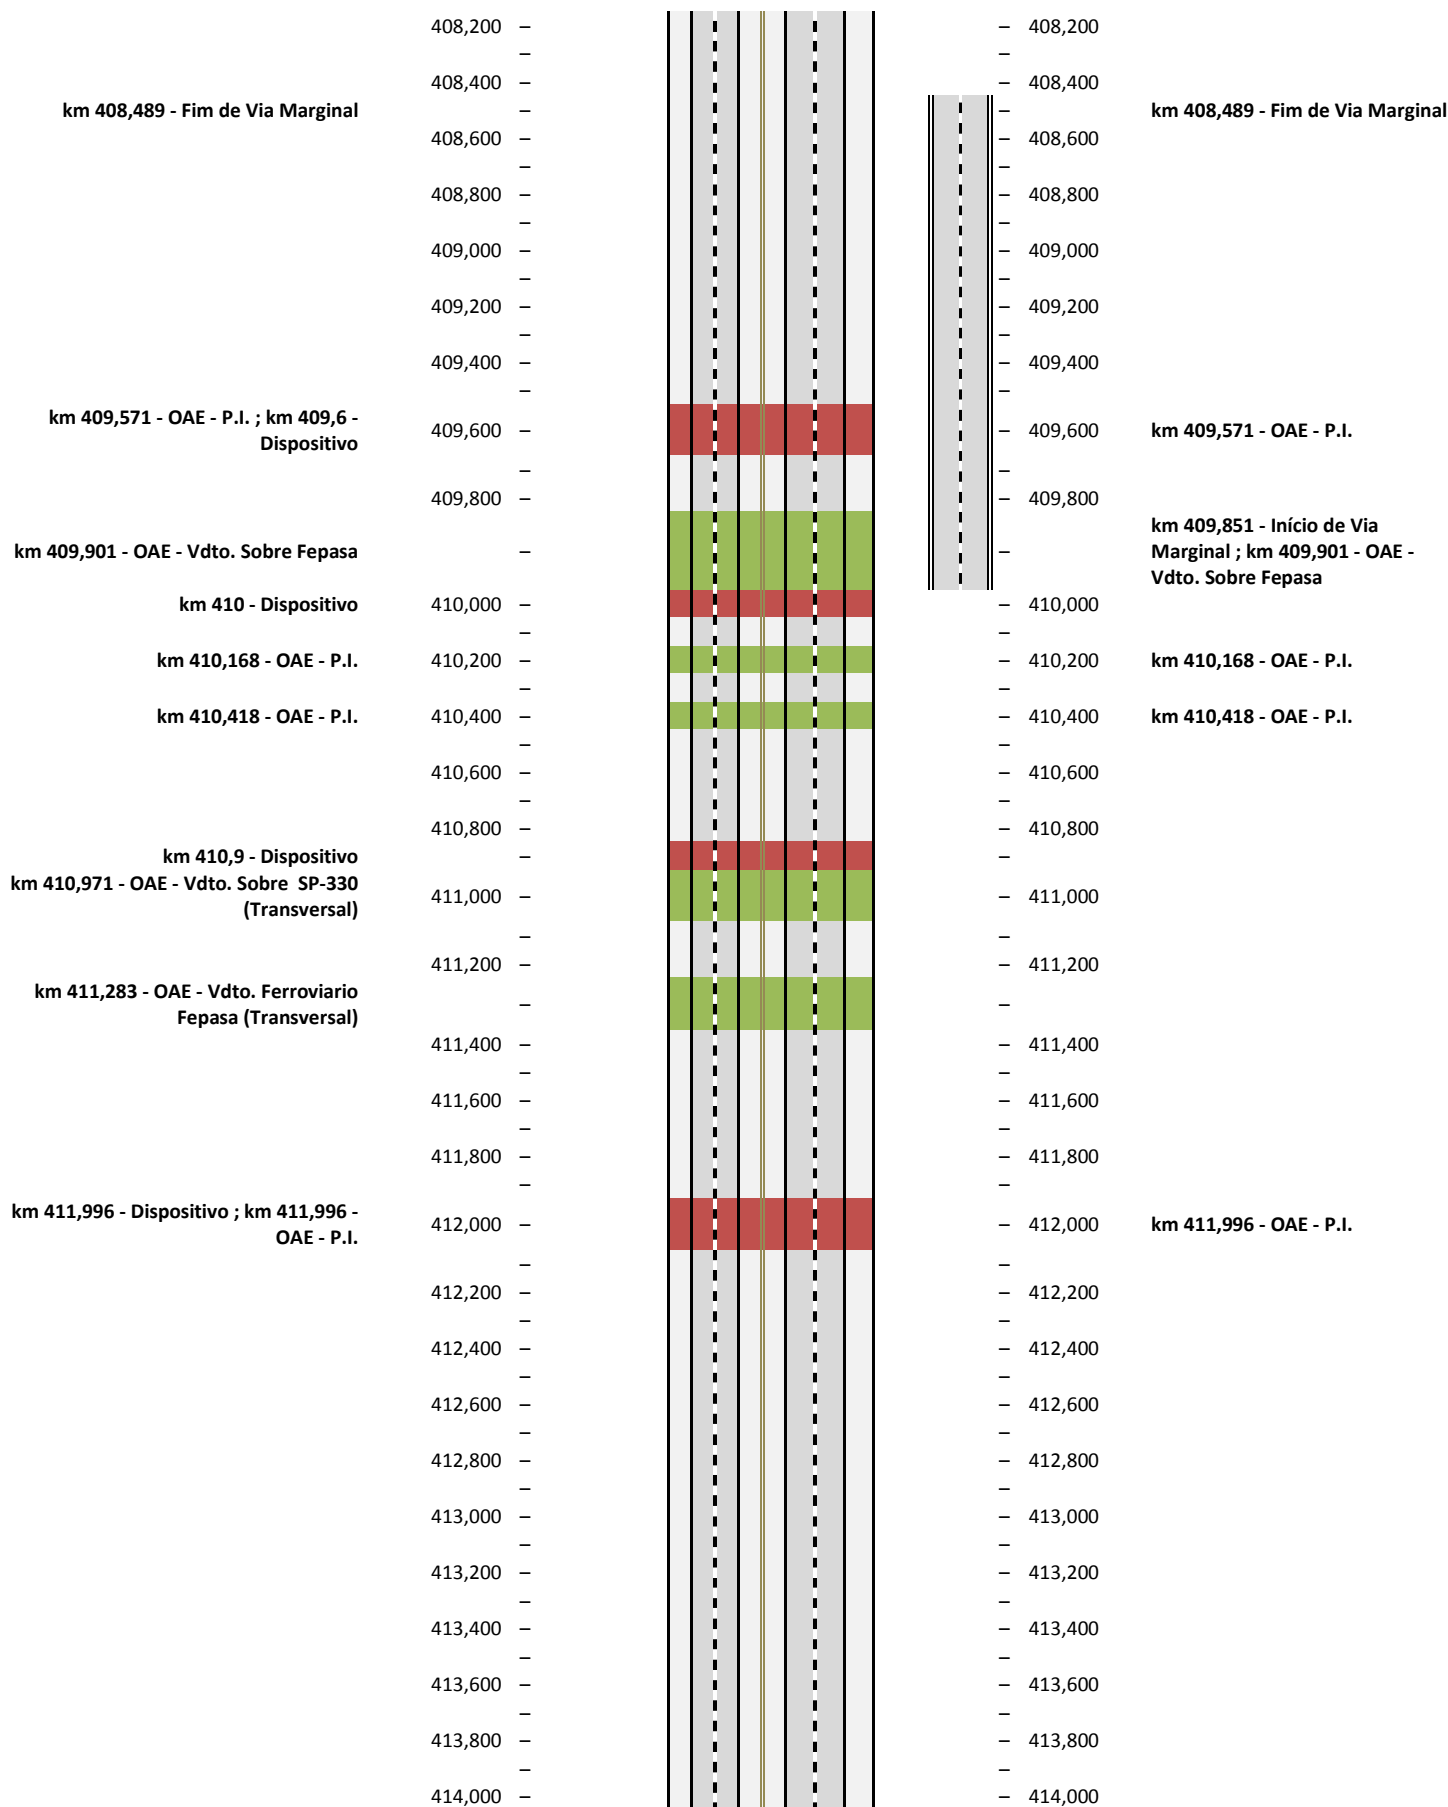 408,200 – – 408,200
– –
408,400 – – 408,400
km 408,489 - Fim de Via Marginal – – km 408,489 - Fim de Via Marginal
408,600 – – 408,600
– –
408,800 – – 408,800
– –
409,000 – – 409,000
– –
409,200 – – 409,200
– –
409,400 – – 409,400
– –
km 409,571 - OAE - P.I. ; km 409,6 -
Dispositivo
409,600 – – 409,600
km 409,571 - OAE - P.I.
– –
409,800 – – 409,800
km 409,901 - OAE - Vdto. Sobre Fepasa – –
km 409,851 - Início de Via
Marginal ; km 409,901 - OAE -
Vdto. Sobre Fepasa
km 410 - Dispositivo 410,000 – – 410,000
– –
km 410,168 - OAE - P.I. 410,200 – – 410,200 km 410,168 - OAE - P.I.
– –
km 410,418 - OAE - P.I. 410,400 – – 410,400 km 410,418 - OAE - P.I.
– –
410,600 – – 410,600
– –
410,800 – – 410,800
km 410,9 - Dispositivo – –
km 410,971 - OAE - Vdto. Sobre SP-330
(Transversal)
411,000 – – 411,000
– –
411,200 – – 411,200
km 411,283 - OAE - Vdto. Ferroviario
Fepasa (Transversal)
– –
411,400 – – 411,400
– –
411,600 – – 411,600
– –
411,800 – – 411,800
– –
km 411,996 - Dispositivo ; km 411,996 -
OAE - P.I.
412,000 – – 412,000
km 411,996 - OAE - P.I.
– –
412,200 – – 412,200
– –
412,400 – – 412,400
– –
412,600 – – 412,600
– –
412,800 – – 412,800
– –
413,000 – – 413,000
– –
413,200 – – 413,200
– –
413,400 – – 413,400
– –
413,600 – – 413,600
– –
413,800 – – 413,800
– –
414,000 – – 414,000